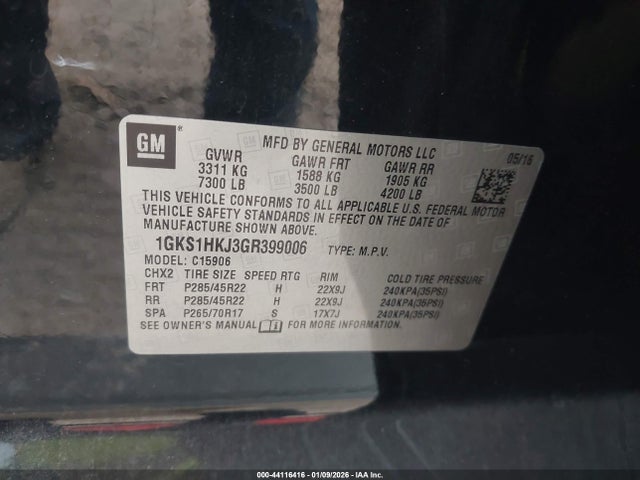 GM®
MFD BY GENERAL MOTORS LLC
05/16
GVWR GAWR FRT GAWR RR
3311 KG 1588 KG 1905 KG
7300 LB 3500 LB 4200 LB
THIS VEHICLE CONFORMS TO ALL APPLICABLE U.S. FEDERAL MOTOR
VEHICLE SAFETY STANDARDS IN EFFECT ON THE DATE OF
MANUFACTURE SHOWN ABOVE.
1GKS1HKJ3GR399006 TYPE: M.P.V.
MODEL: C15906
CHX2 TIRE SIZE SPEED RTG RIM COLD TIRE PRESSURE
FRT P285/45R22 H 22X9J 240KPA(35PSI)
RR P285/45R22 H 22X9J 240KPA(35PSI)
SPA P265/70R17 S 17X7J 240KPA(35PSI)
SEE OWNER'S MANUAL FOR MORE INFORMATION.
000-44116416 | 01/09/2026 | IAA Inc.